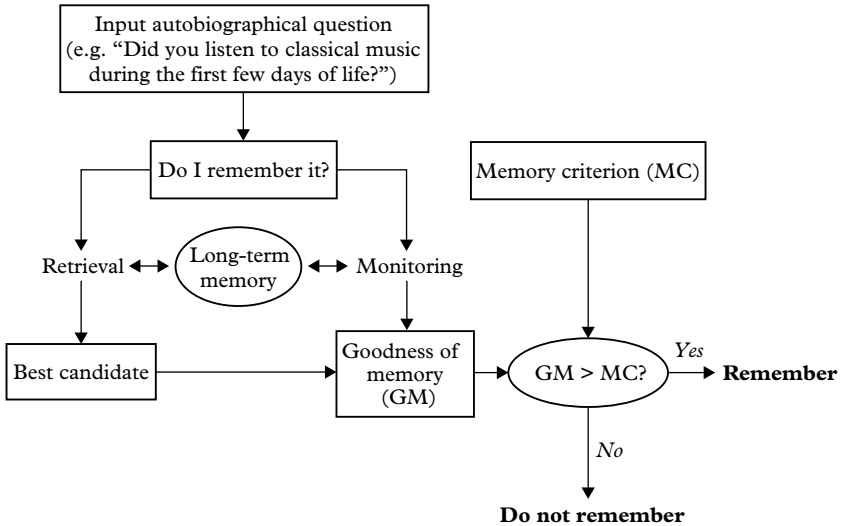 Input autobiographical question
(e.g. “Did you listen to classical music
during the first few days of life?”)
Do I remember it?
Memory criterion (MC)
Retrieval
Long-term
memory
Monitoring
Best candidate
Goodness of
memory
(GM)
GM > MC?
Yes
Remember
No
Do not remember